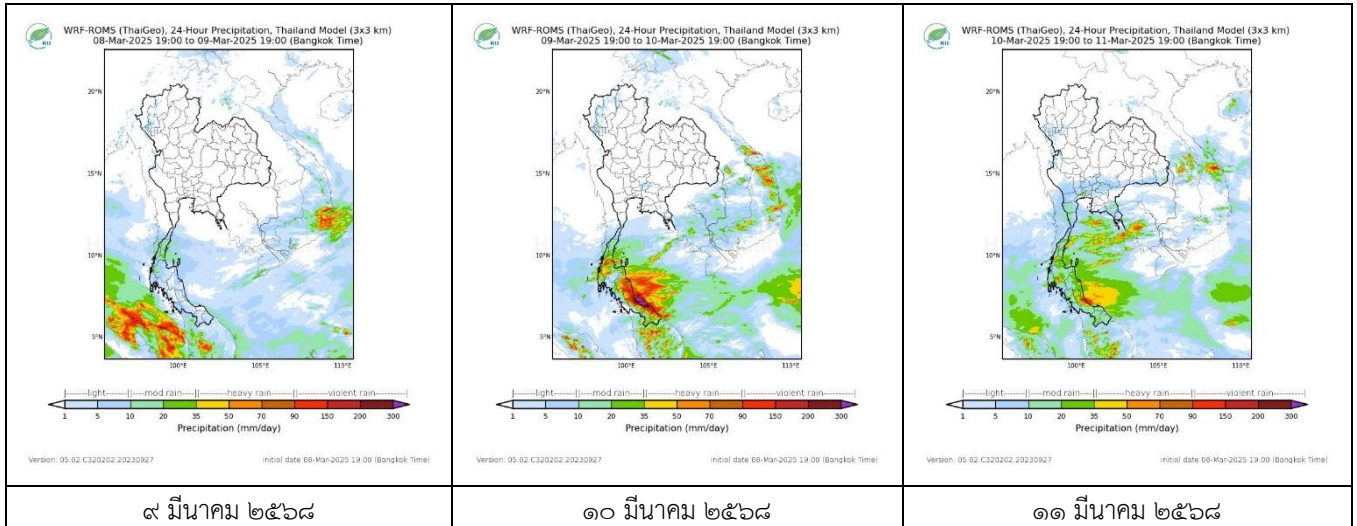 WRF-ROMS (ThaiGeo), 24-Hour Precipitation, Thailand Model (3x3 km)
08-Mar-2025 19:00 to 09-Mar-2025 19:00 (Bangkok Time)
20°N
15°N
10°N
5°N
100°E 105°E 110°E
light mod rain heavy rain violent rain
1 5 10 20 35 50 70 90 150 200 300
Precipitation (mm/day)
Version: 05.02.C320202.20230927 initial date 08-Mar-2025 19:00 (Bangkok Time)
๙ มีนาคม ๒๕๖๘
WRF-ROMS (ThaiGeo), 24-Hour Precipitation, Thailand Model (3x3 km)
09-Mar-2025 19:00 to 10-Mar-2025 19:00 (Bangkok Time)
20°N
15°N
10°N
5°N
100°E 105°E 110°E
light mod rain heavy rain violent rain
1 5 10 20 35 50 70 90 150 200 300
Precipitation (mm/day)
Version: 05.02.C320202.20230927 initial date 08-Mar-2025 19:00 (Bangkok Time)
๑๐ มีนาคม ๒๕๖๘
WRF-ROMS (ThaiGeo), 24-Hour Precipitation, Thailand Model (3x3 km)
10-Mar-2025 19:00 to 11-Mar-2025 19:00 (Bangkok Time)
20°N
15°N
10°N
5°N
100°E 105°E 110°E
light mod rain heavy rain violent rain
1 5 10 20 35 50 70 90 150 200 300
Precipitation (mm/day)
Version: 05.02.C320202.20230927 initial date 08-Mar-2025 19:00 (Bangkok Time)
๑๑ มีนาคม ๒๕๖๘